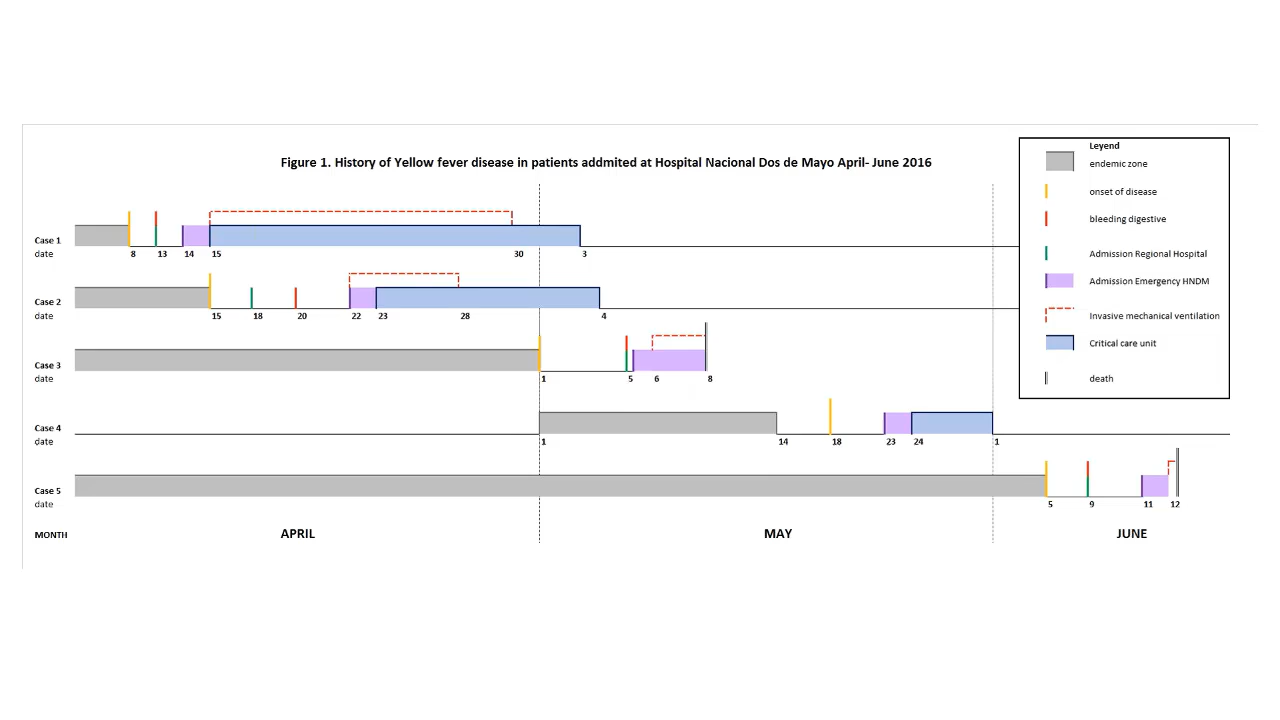 Figure 1. History of Yellow fever disease in patients addmited at Hospital Nacional Dos de Mayo April- June 2016
Leyend
endemic zone
onset of disease
bleeding digestive
Admission Regional Hospital
Admission Emergency HNDM
Invasive mechanical ventilation
Critical care unit
death
Case 1
date 8 13 14 15 30 3
Case 2
date 15 18 20 22 23 28 4
Case 3
date 1 5 6 8
Case 4
date 1 14 18 23 24 1
Case 5
date 5 9 11 12
MONTH APRIL MAY JUNE